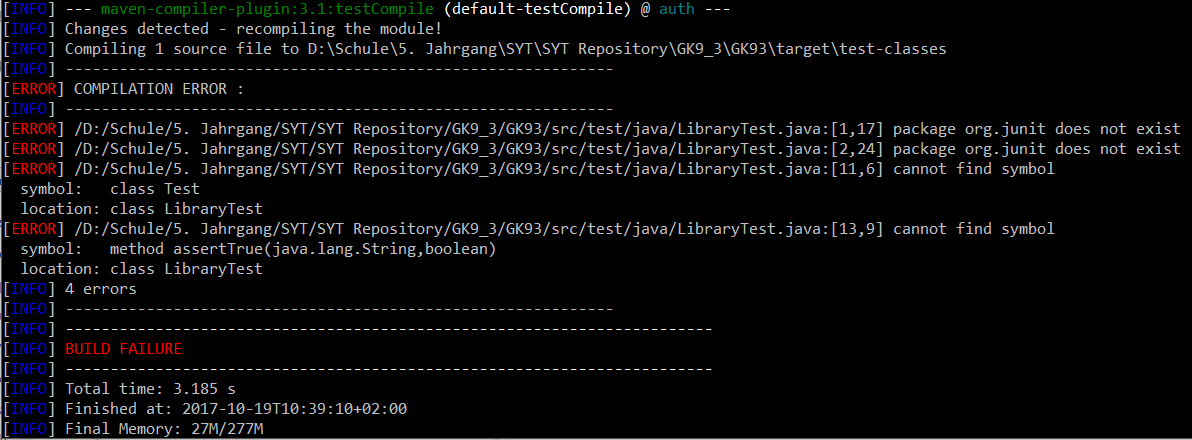 [INFO] --- maven-compiler-plugin:3.1:testCompile (default-testCompile) @ auth ---
[INFO] Changes detected - recompiling the module!
[INFO] Compiling 1 source file to D:\Schule\5. Jahrgang\SYT\SYT Repository\GK9_3\GK93\target\test-classes
[INFO] -------------------------------------------------------------
[ERROR] COMPILATION ERROR :
[INFO] -------------------------------------------------------------
[ERROR] /D:/Schule/5. Jahrgang/SYT/SYT Repository/GK9_3/GK93/src/test/java/LibraryTest.java:[1,17] package org.junit does not exist
[ERROR] /D:/Schule/5. Jahrgang/SYT/SYT Repository/GK9_3/GK93/src/test/java/LibraryTest.java:[2,24] package org.junit does not exist
[ERROR] /D:/Schule/5. Jahrgang/SYT/SYT Repository/GK9_3/GK93/src/test/java/LibraryTest.java:[11,6] cannot find symbol
  symbol:   class Test
  location: class LibraryTest
[ERROR] /D:/Schule/5. Jahrgang/SYT/SYT Repository/GK9_3/GK93/src/test/java/LibraryTest.java:[13,9] cannot find symbol
  symbol:   method assertTrue(java.lang.String,boolean)
  location: class LibraryTest
[INFO] 4 errors
[INFO] -------------------------------------------------------------
[INFO] ------------------------------------------------------------------------
[INFO] BUILD FAILURE
[INFO] ------------------------------------------------------------------------
[INFO] Total time: 3.185 s
[INFO] Finished at: 2017-10-19T10:39:10+02:00
[INFO] Final Memory: 27M/277M